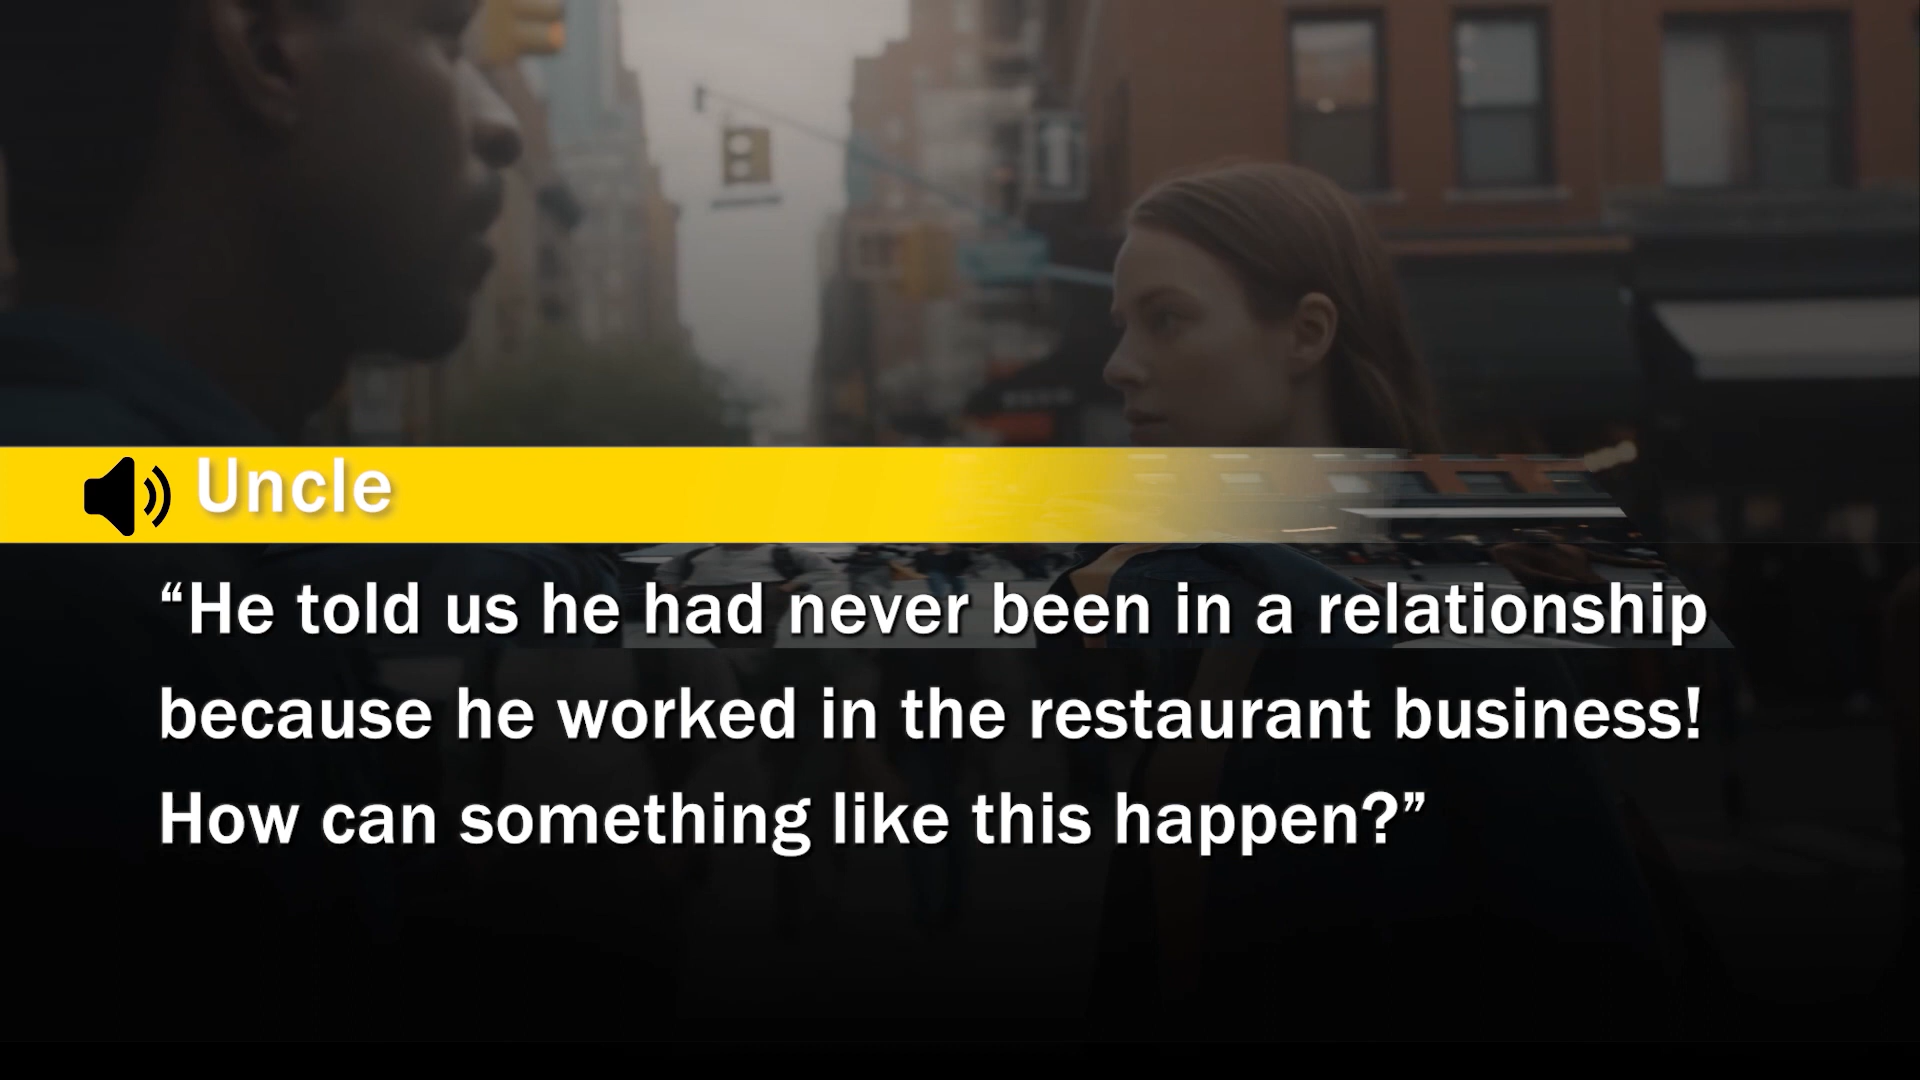 Uncle
“He told us he had never been in a relationship
because he worked in the restaurant business!
How can something like this happen?”